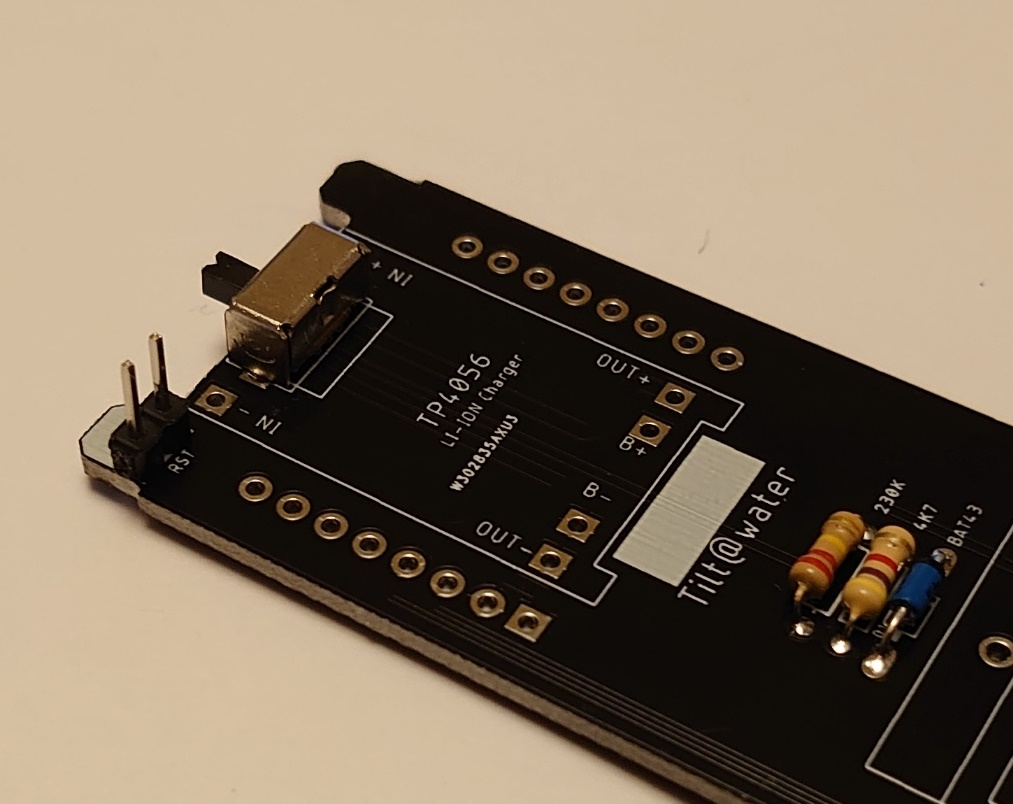 + NI
TP4056
LI-ION Charger
W302835AXU3
- NI
RST
OUT+
B+
B-
OUT-
Tilt@water
230K
4K7
BAT43